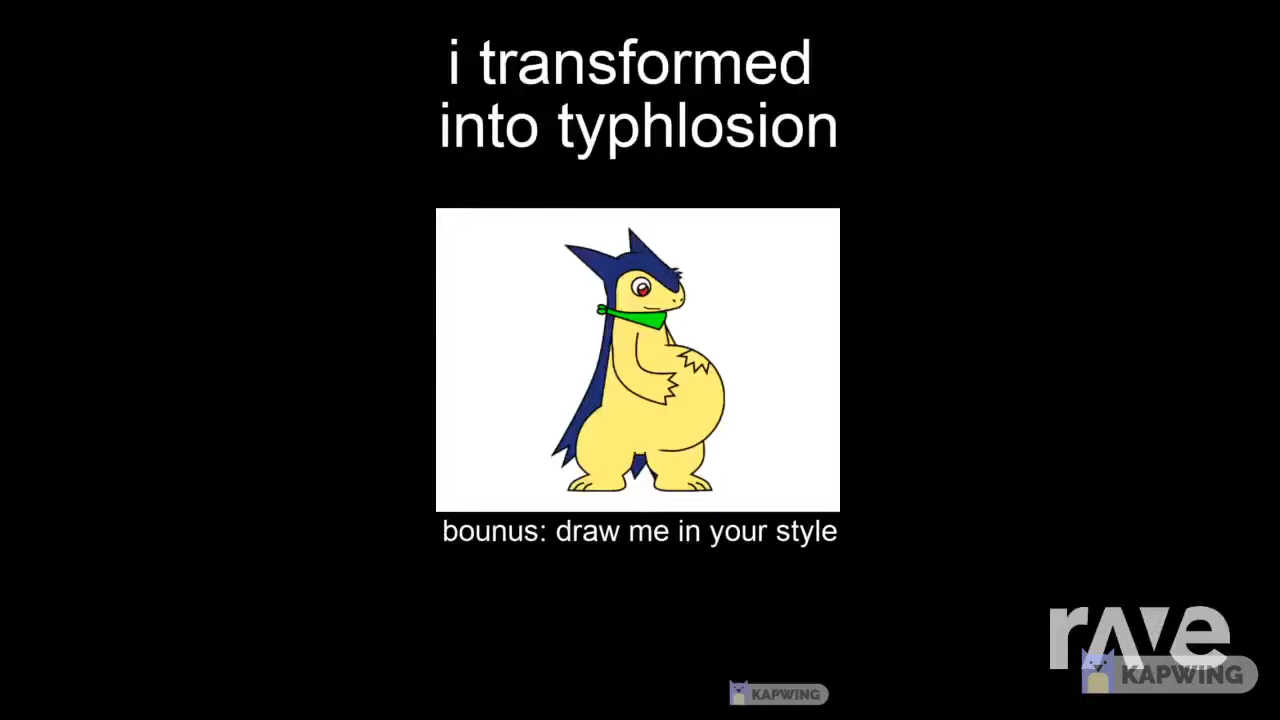 i transformed
into typhlosion
bounus: draw me in your style
rave
KAPWING
KAPWING